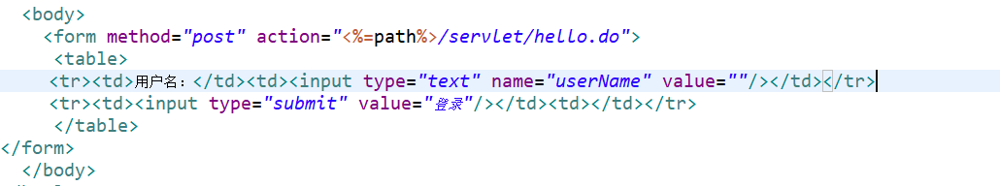 <body>
<form method="post" action="<%=path%>/servlet/hello.do">
<table>
<tr><td>用户名：</td><td><input type="text" name="userName" value=""/></td></tr>
<tr><td><input type="submit" value="登录"/></td><td></td></tr>
</table>
</form>
</body>